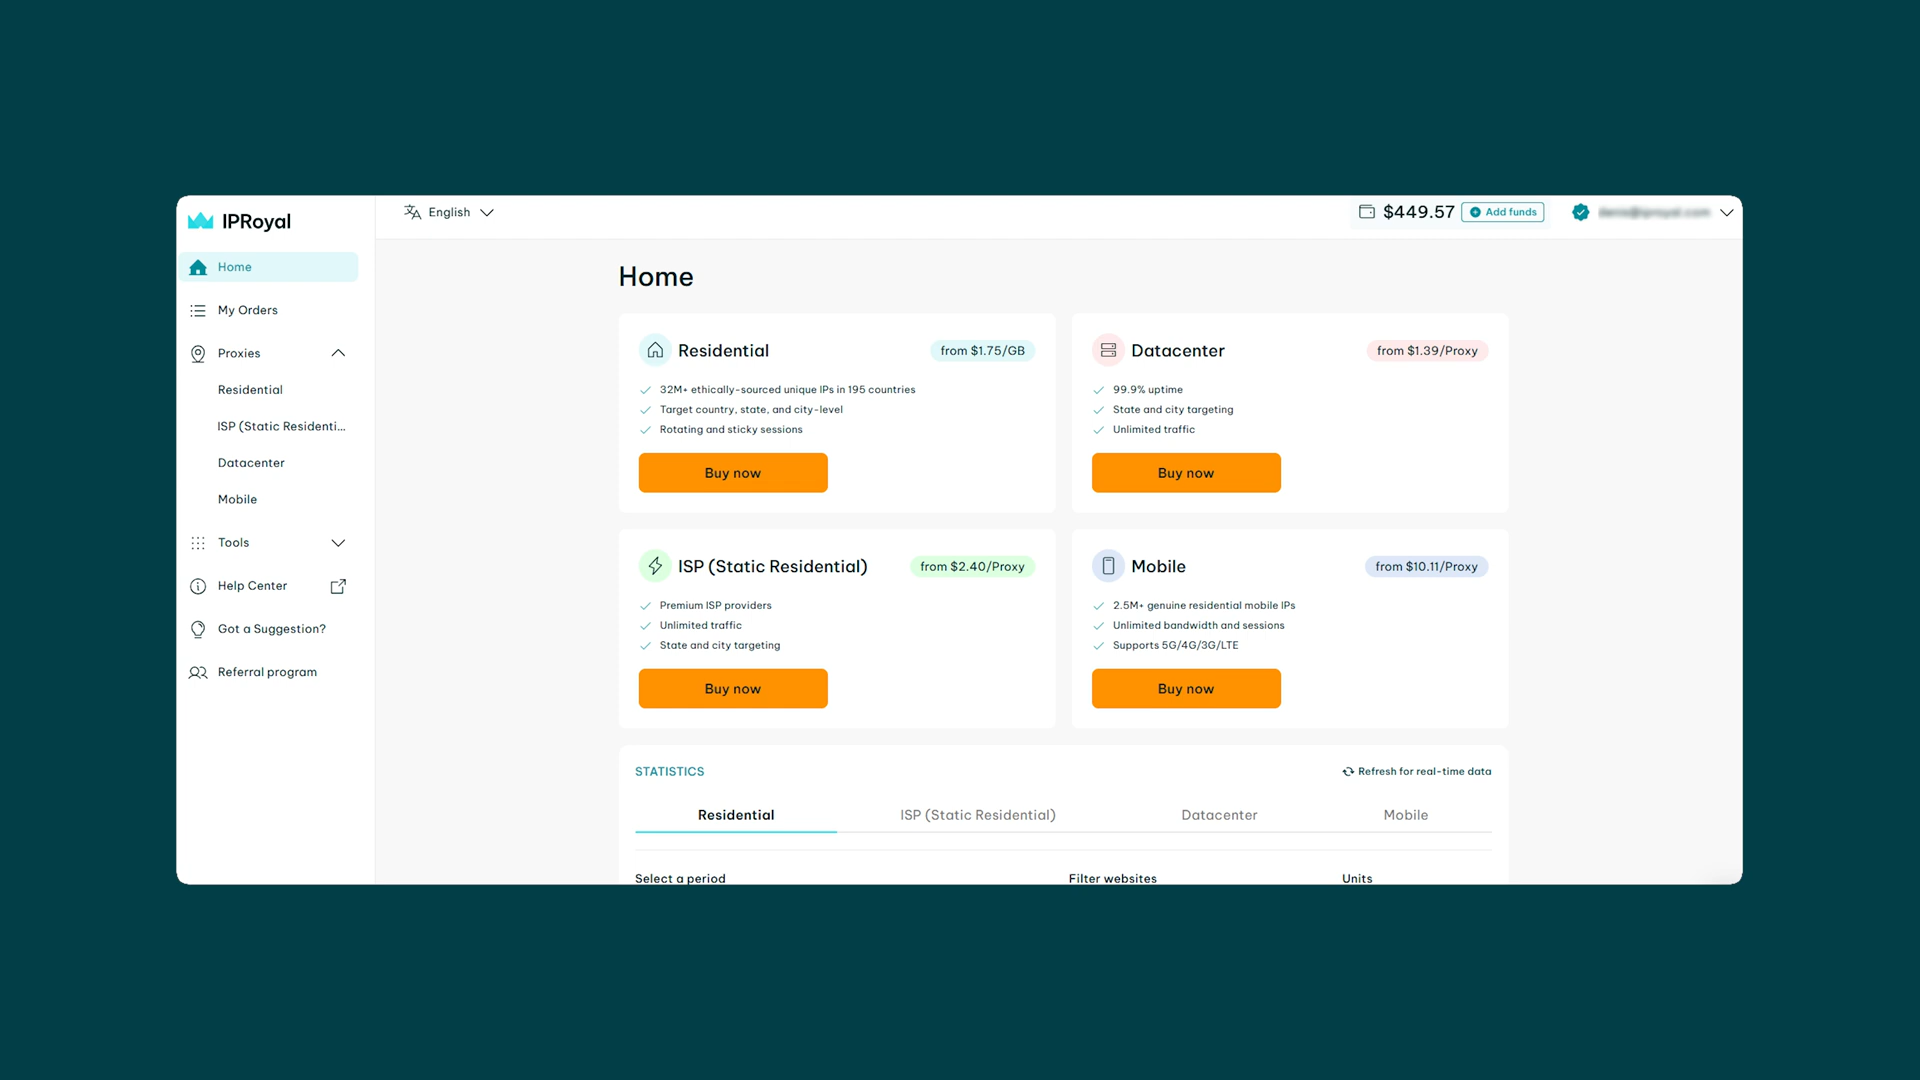 IPRoyal
English
$449.57
Add funds
Home
My Orders
Proxies
Residential
ISP (Static Residenti...
Datacenter
Mobile
Tools
Help Center
Got a Suggestion?
Referral program
Home
Residential
from $1.75/GB
32M+ ethically-sourced unique IPs in 195 countries
Target country, state, and city-level
Rotating and sticky sessions
Buy now
Datacenter
from $1.39/Proxy
99.9% uptime
State and city targeting
Unlimited traffic
Buy now
ISP (Static Residential)
from $2.40/Proxy
Premium ISP providers
Unlimited traffic
State and city targeting
Buy now
Mobile
from $10.11/Proxy
2.5M+ genuine residential mobile IPs
Unlimited bandwidth and sessions
Supports 5G/4G/3G/LTE
Buy now
STATISTICS
Refresh for real-time data
Residential
ISP (Static Residential)
Datacenter
Mobile
Select a period
Filter websites
Units